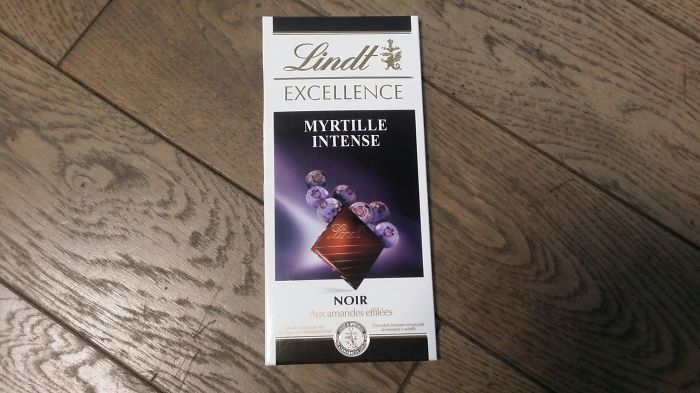 Lindt
EXCELLENCE
MYRTILLE
INTENSE
Lindt
NOIR
Aux amandes effilées